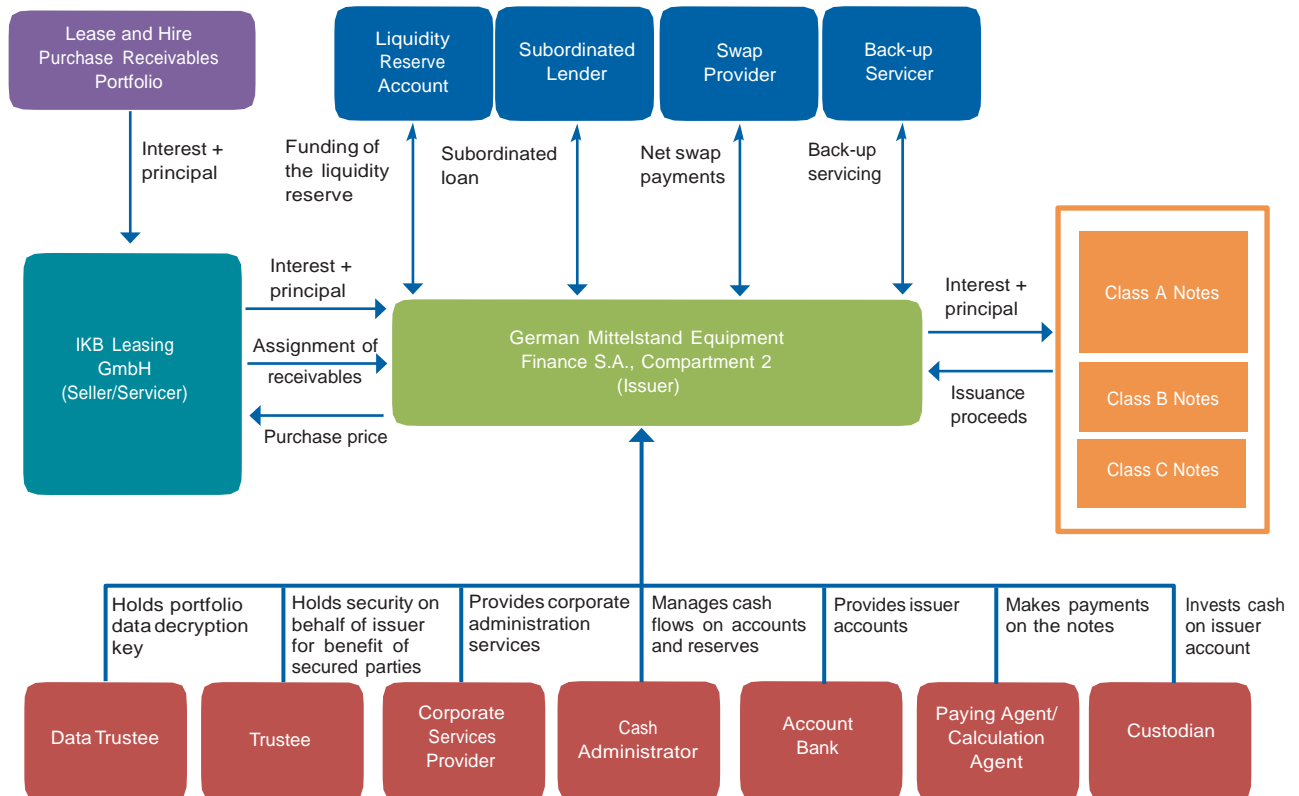 Lease and Hire
Purchase Receivables
Portfolio
Liquidity
Reserve
Account
Subordinated
Lender
Swap
Provider
Back-up
Servicer
Interest +
principal
Funding of
the liquidity
reserve
Subordinated
loan
Net swap
payments
Back-up
servicing
IKB Leasing
GmbH
(Seller/Servicer)
Interest +
principal
Assignment of
receivables
Purchase price
German Mittelstand Equipment
Finance S.A., Compartment 2
(Issuer)
Interest +
principal
Issuance
proceeds
Class A Notes
Class B Notes
Class C Notes
Holds portfolio
data decryption
key
Holds security on
behalf of issuer
for benefit of
secured parties
Provides corporate
administration
services
Manages cash
flows on accounts
and reserves
Provides issuer
accounts
Makes payments
on the notes
Invests cash
on issuer
account
Data Trustee
Trustee
Corporate
Services
Provider
Cash
Administrator
Account
Bank
Paying Agent/
Calculation
Agent
Custodian